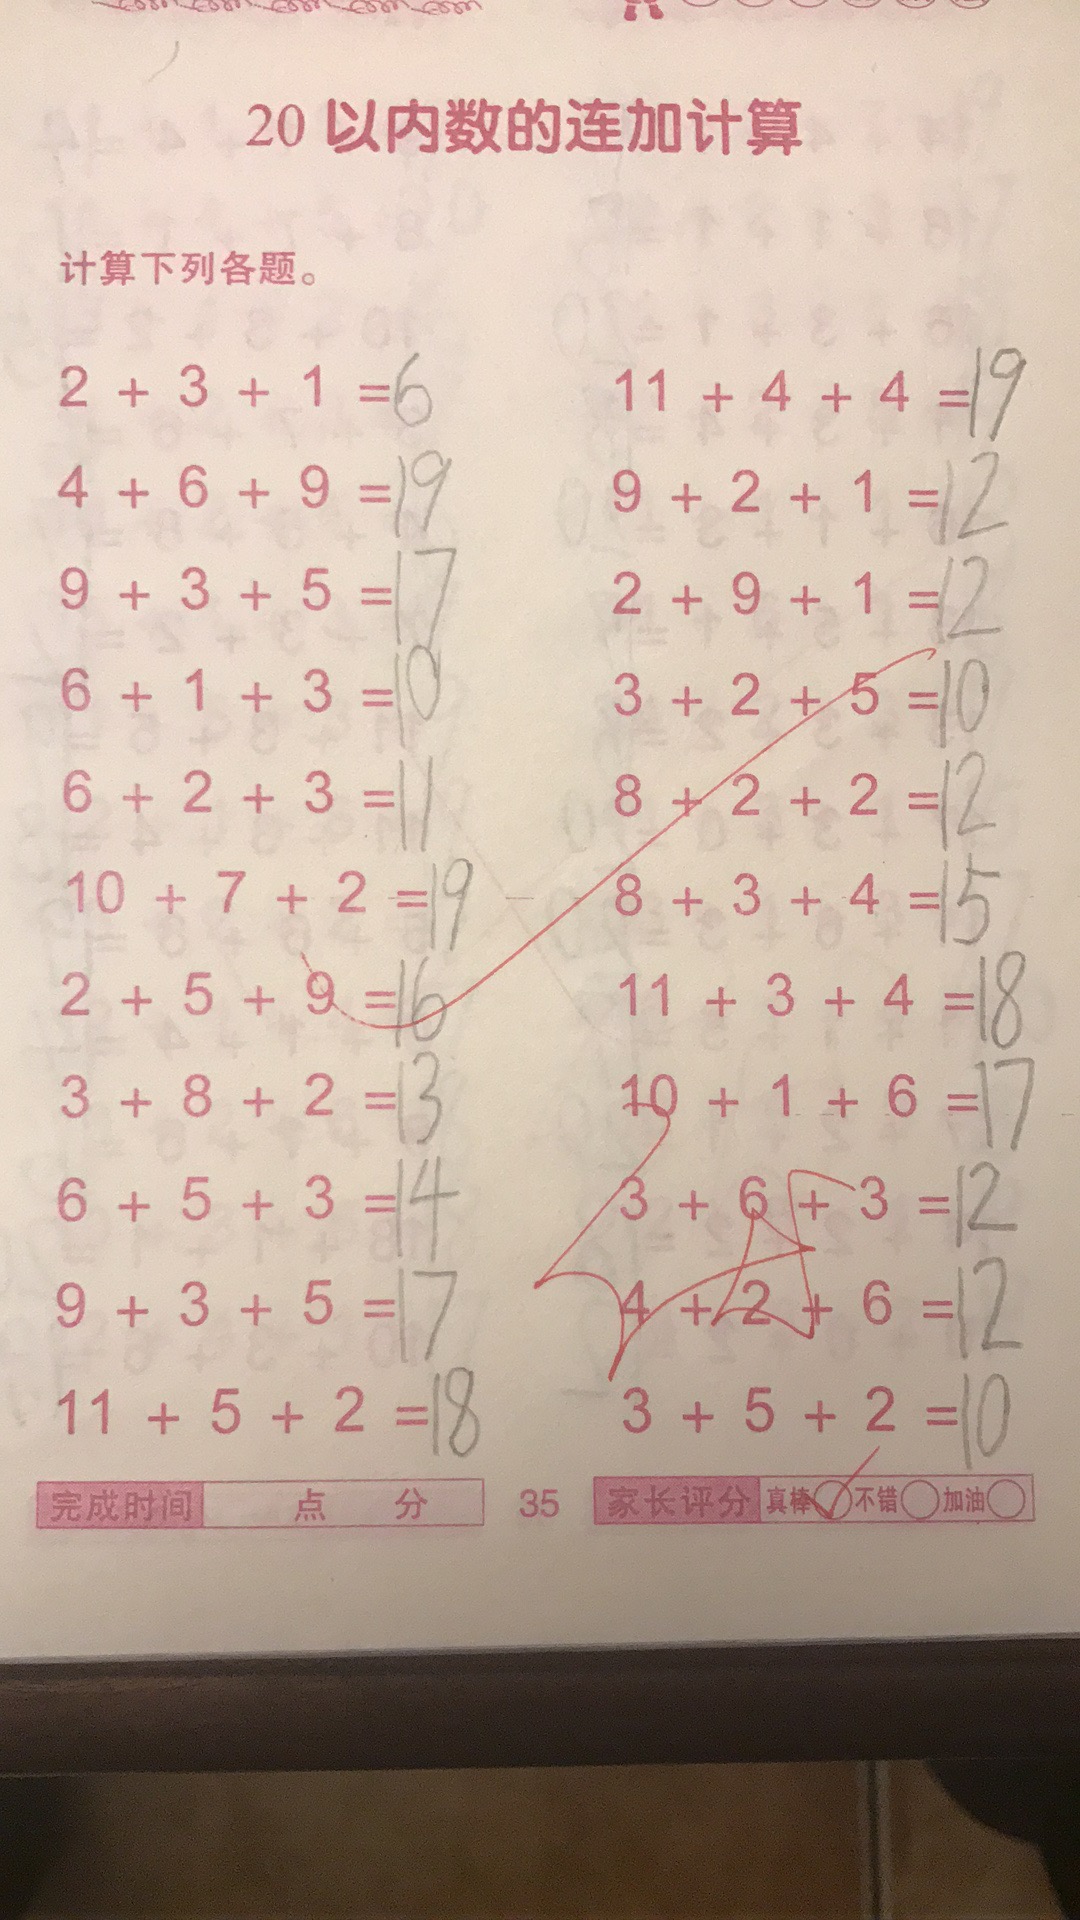 20 以内数的连加计算
计算下列各题。
2 + 3 + 1 =6
11 + 4 + 4 =19
4 + 6 + 9 =19
9 + 2 + 1 =12
9 + 3 + 5 =17
2 + 9 + 1 =12
6 + 1 + 3 =10
3 + 2 + 5 =10
6 + 2 + 3 =11
8 + 2 + 2 =12
10 + 7 + 2 =19
8 + 3 + 4 =15
2 + 5 + 9 =16
11 + 3 + 4 =18
3 + 8 + 2 =13
10 + 1 + 6 =17
6 + 5 + 3 =14
3 + 6 + 3 =12
9 + 3 + 5 =17
4 + 2 + 6 =12
11 + 5 + 2 =18
3 + 5 + 2 =10
完成时间 点 分 35 家长评分 真棒 不错 加油